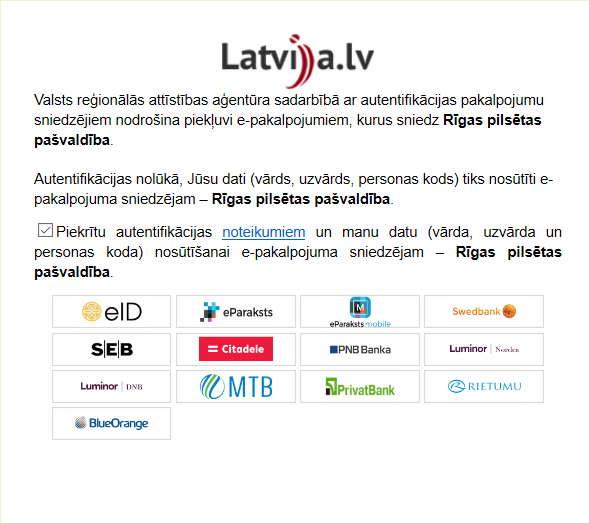 Latvija.lv
Valsts reģionālās attīstības aģentūra sadarbībā ar autentifikācijas pakalpojumu
sniedzējiem nodrošina piekļuvi e-pakalpojumiem, kurus sniedz Rīgas pilsētas
pašvaldība.
Autentifikācijas nolūkā, Jūsu dati (vārds, uzvārds, personas kods) tiks nosūtīti e-
pakalpojuma sniedzējam – Rīgas pilsētas pašvaldība.
Piekrītu autentifikācijas noteikumiem un manu datu (vārda, uzvārda un
personas koda) nosūtīšanai e-pakalpojuma sniedzējam – Rīgas pilsētas
pašvaldība.
eID eParaksts eParaksts mobile Swedbank
SEB Citadele PNB Banka Luminor | Norden
Luminor | DNB MTB PrivatBank RIETUMU
BlueOrange